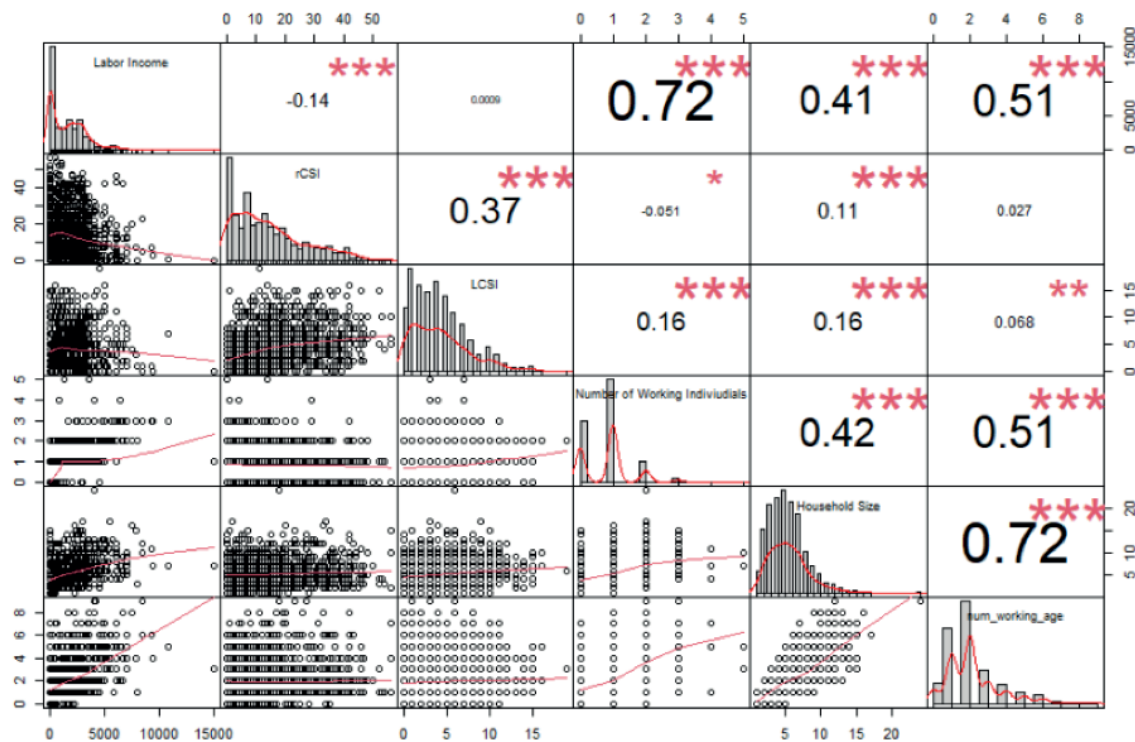 0 10 20 30 40 50
0 1 2 3 4 5
0 2 4 6 8
Labor Income
***
-0.14
0.0009
***
0.72
***
0.41
***
0.51
0 5000 15000
0 20 40
rCSI
***
0.37
*
-0.051
***
0.11
0.027
LCSI
***
0.16
***
0.16
**
0.068
0 5 10 15
0 1 2 3 4 5
Number of Working Indiviudials
***
0.42
***
0.51
Household Size
***
0.72
5 10 20
0 2 4 6 8
num_working_age
0 5000 10000 15000
0 5 10 15
1 5 10 20